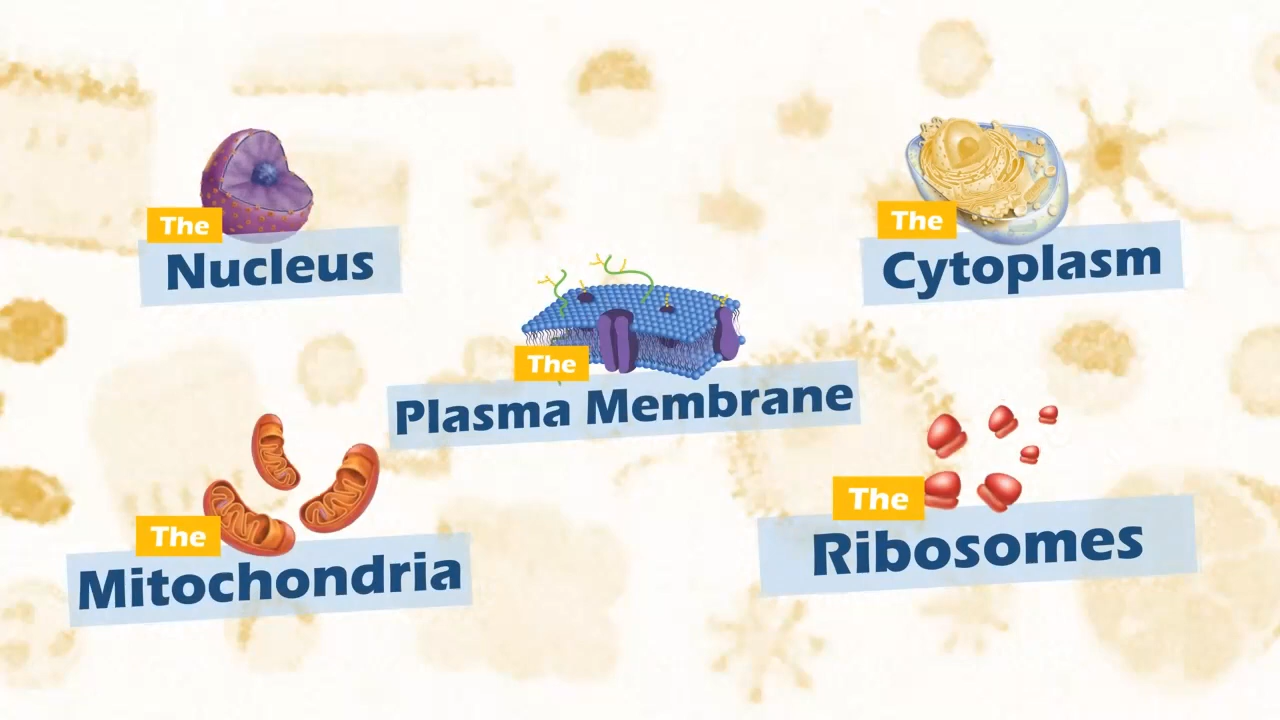 The
Nucleus
The
Cytoplasm
The
Plasma Membrane
The
Mitochondria
The
Ribosomes